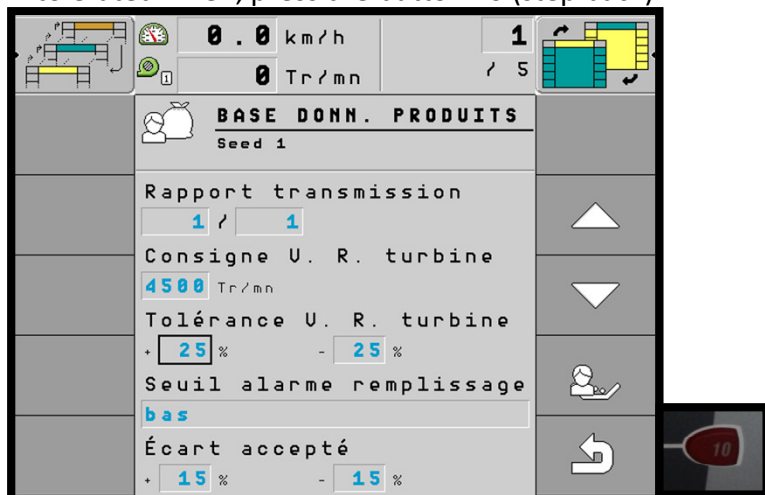 0.0 km/h
1
1
0 Tr/mn
/ 5
BASE DONN. PRODUITS
Seed 1
Rapport transmission
1 / 1
Consigne V. R. turbine
4500 Tr/mn
Tolérance V. R. turbine
+ 25 % - 25 %
Seuil alarme remplissage
bas
Écart accepté
+ 15 % - 15 %
10